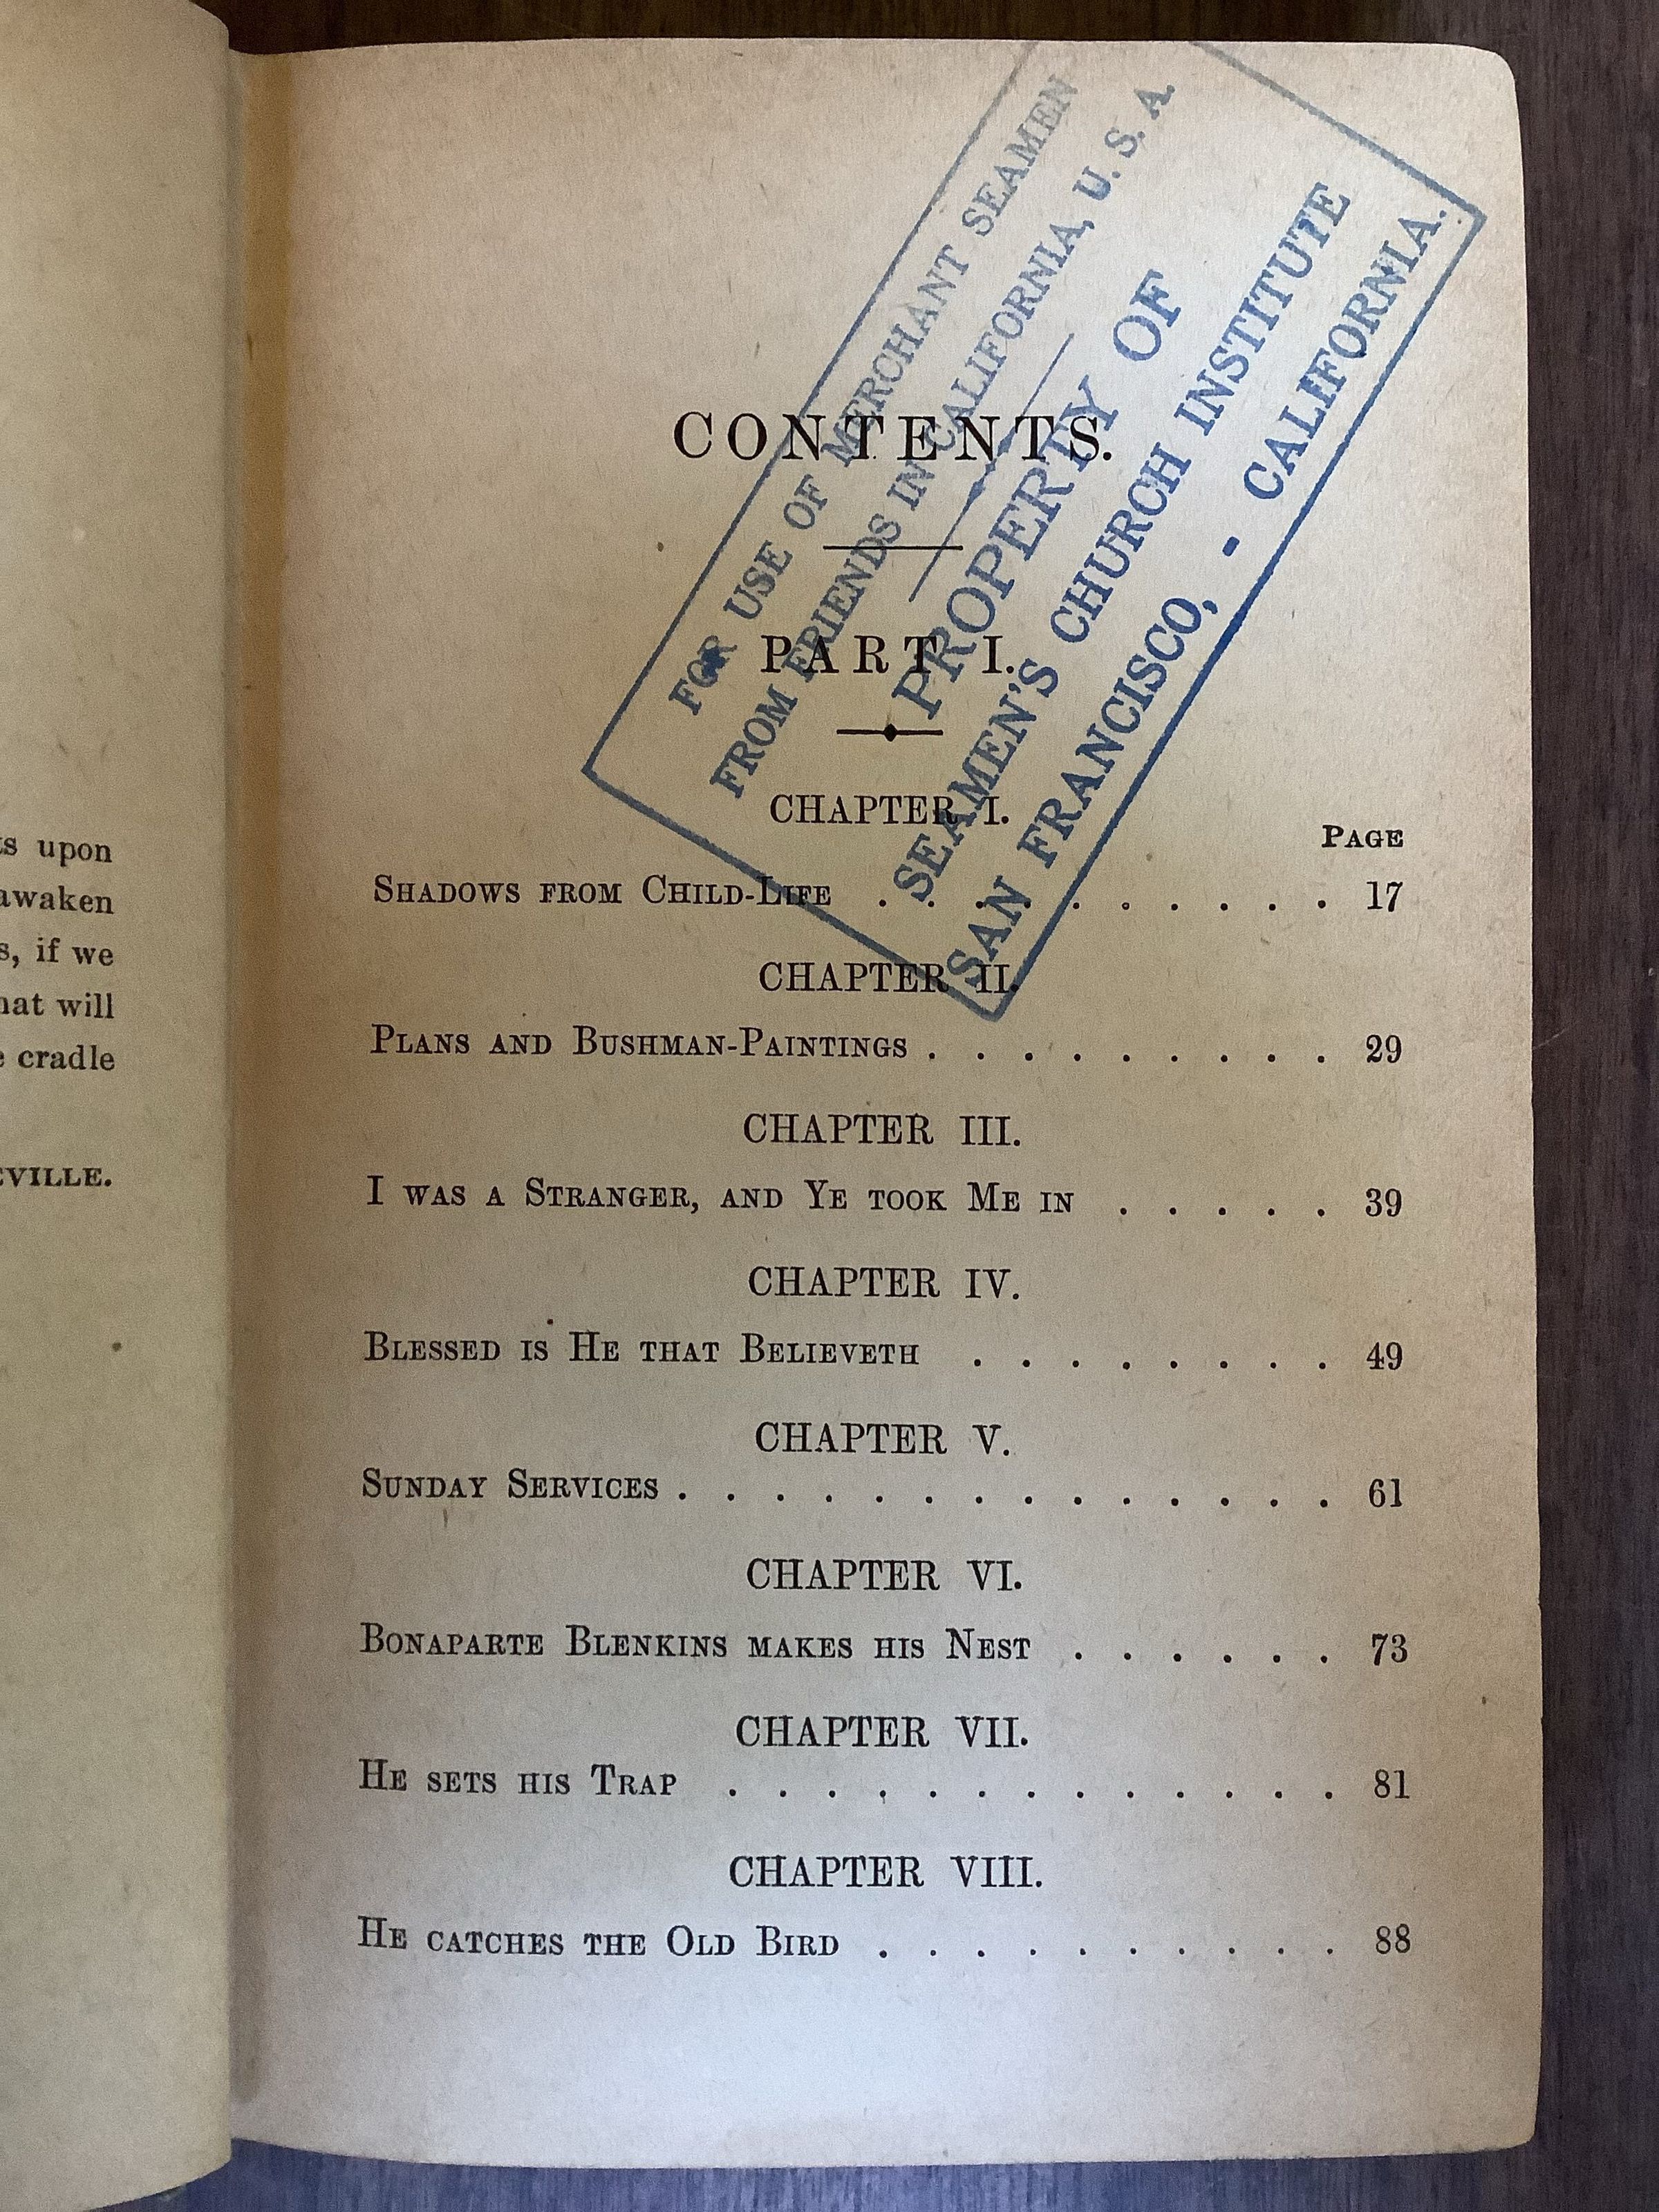 ts upon
awaken
s, if we
hat will
e cradle
EVILLE.
FOR USE OF MERCHANT SEAMEN
FROM FRIENDS IN CALIFORNIA, U. S. A.
PROPERTY OF
SEAMEN'S CHURCH INSTITUTE
SAN FRANCISCO, - CALIFORNIA.
CONTENTS.
PART I.
CHAPTER I.
PAGE
SHADOWS FROM CHILD-LIFE . . . . . . . . . . 17
CHAPTER II.
PLANS AND BUSHMAN-PAINTINGS . . . . . . . . . 29
CHAPTER III.
I WAS A STRANGER, AND YE TOOK ME IN . . . . . 39
CHAPTER IV.
BLESSED IS HE THAT BELIEVETH . . . . . . . . 49
CHAPTER V.
SUNDAY SERVICES . . . . . . . . . . . . . . 61
CHAPTER VI.
BONAPARTE BLENKINS MAKES HIS NEST . . . . . . 73
CHAPTER VII.
HE SETS HIS TRAP . . . . . . . . . . . . . 81
CHAPTER VIII.
HE CATCHES THE OLD BIRD . . . . . . . . . . 88